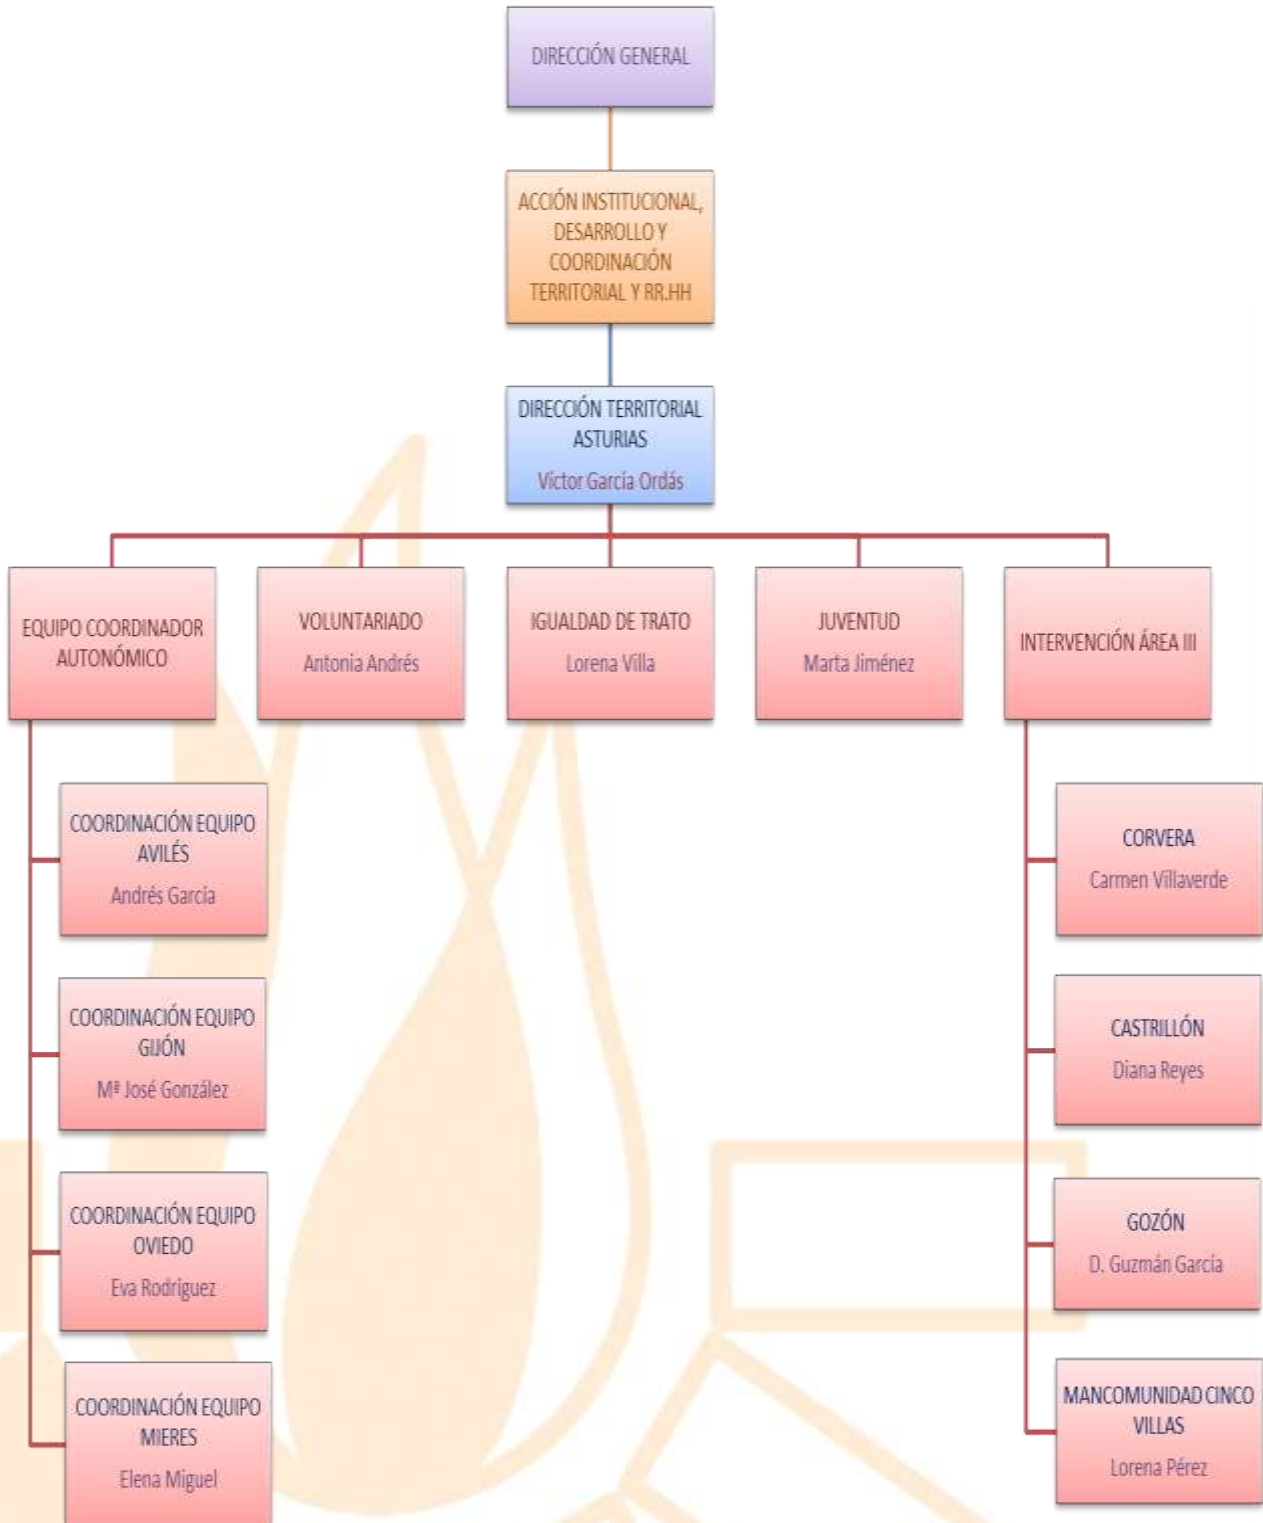 DIRECCIÓN GENERAL
ACCIÓN INSTITUCIONAL,
DESARROLLO Y
COORDINACIÓN
TERRITORIAL Y RR.HH
DIRECCIÓN TERRITORIAL
ASTURIAS
Víctor García Ordás
EQUIPO COORDINADOR
AUTONÓMICO
VOLUNTARIADO
Antonia Andrés
IGUALDAD DE TRATO
Lorena Villa
JUVENTUD
Marta Jiménez
INTERVENCIÓN ÁREA III
COORDINACIÓN EQUIPO
AVILÉS
Andrés García
COORDINACIÓN EQUIPO
GIJÓN
Mª José González
COORDINACIÓN EQUIPO
OVIEDO
Eva Rodríguez
COORDINACIÓN EQUIPO
MIERES
Elena Miguel
CORVERA
Carmen Villaverde
CASTRILLÓN
Diana Reyes
GOZÓN
D. Guzmán García
MANCOMUNIDAD CINCO
VILLAS
Lorena Pérez